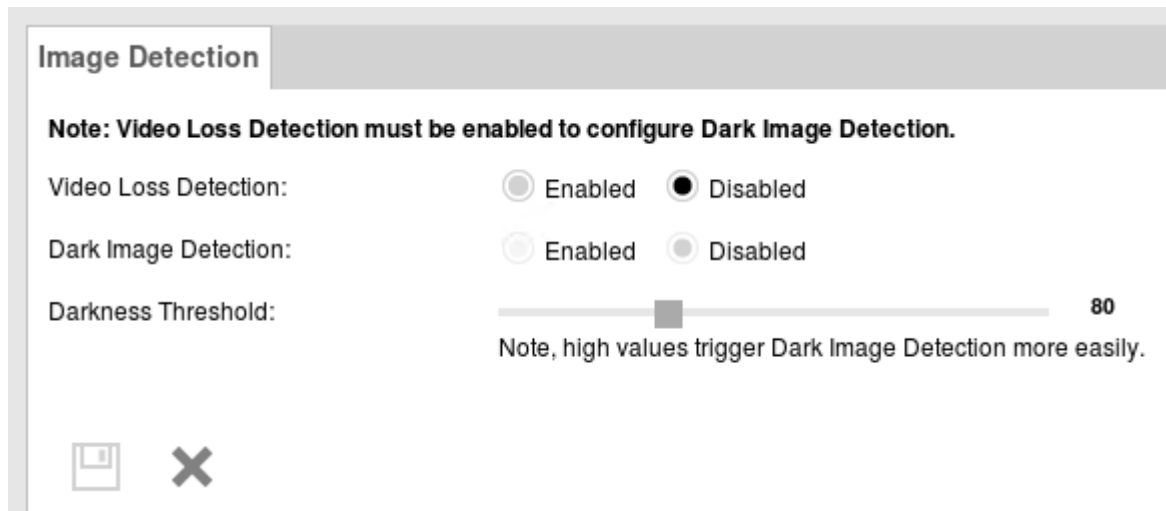 Image Detection
Note: Video Loss Detection must be enabled to configure Dark Image Detection.
Video Loss Detection: Enabled Disabled
Dark Image Detection: Enabled Disabled
Darkness Threshold: 80
Note, high values trigger Dark Image Detection more easily.